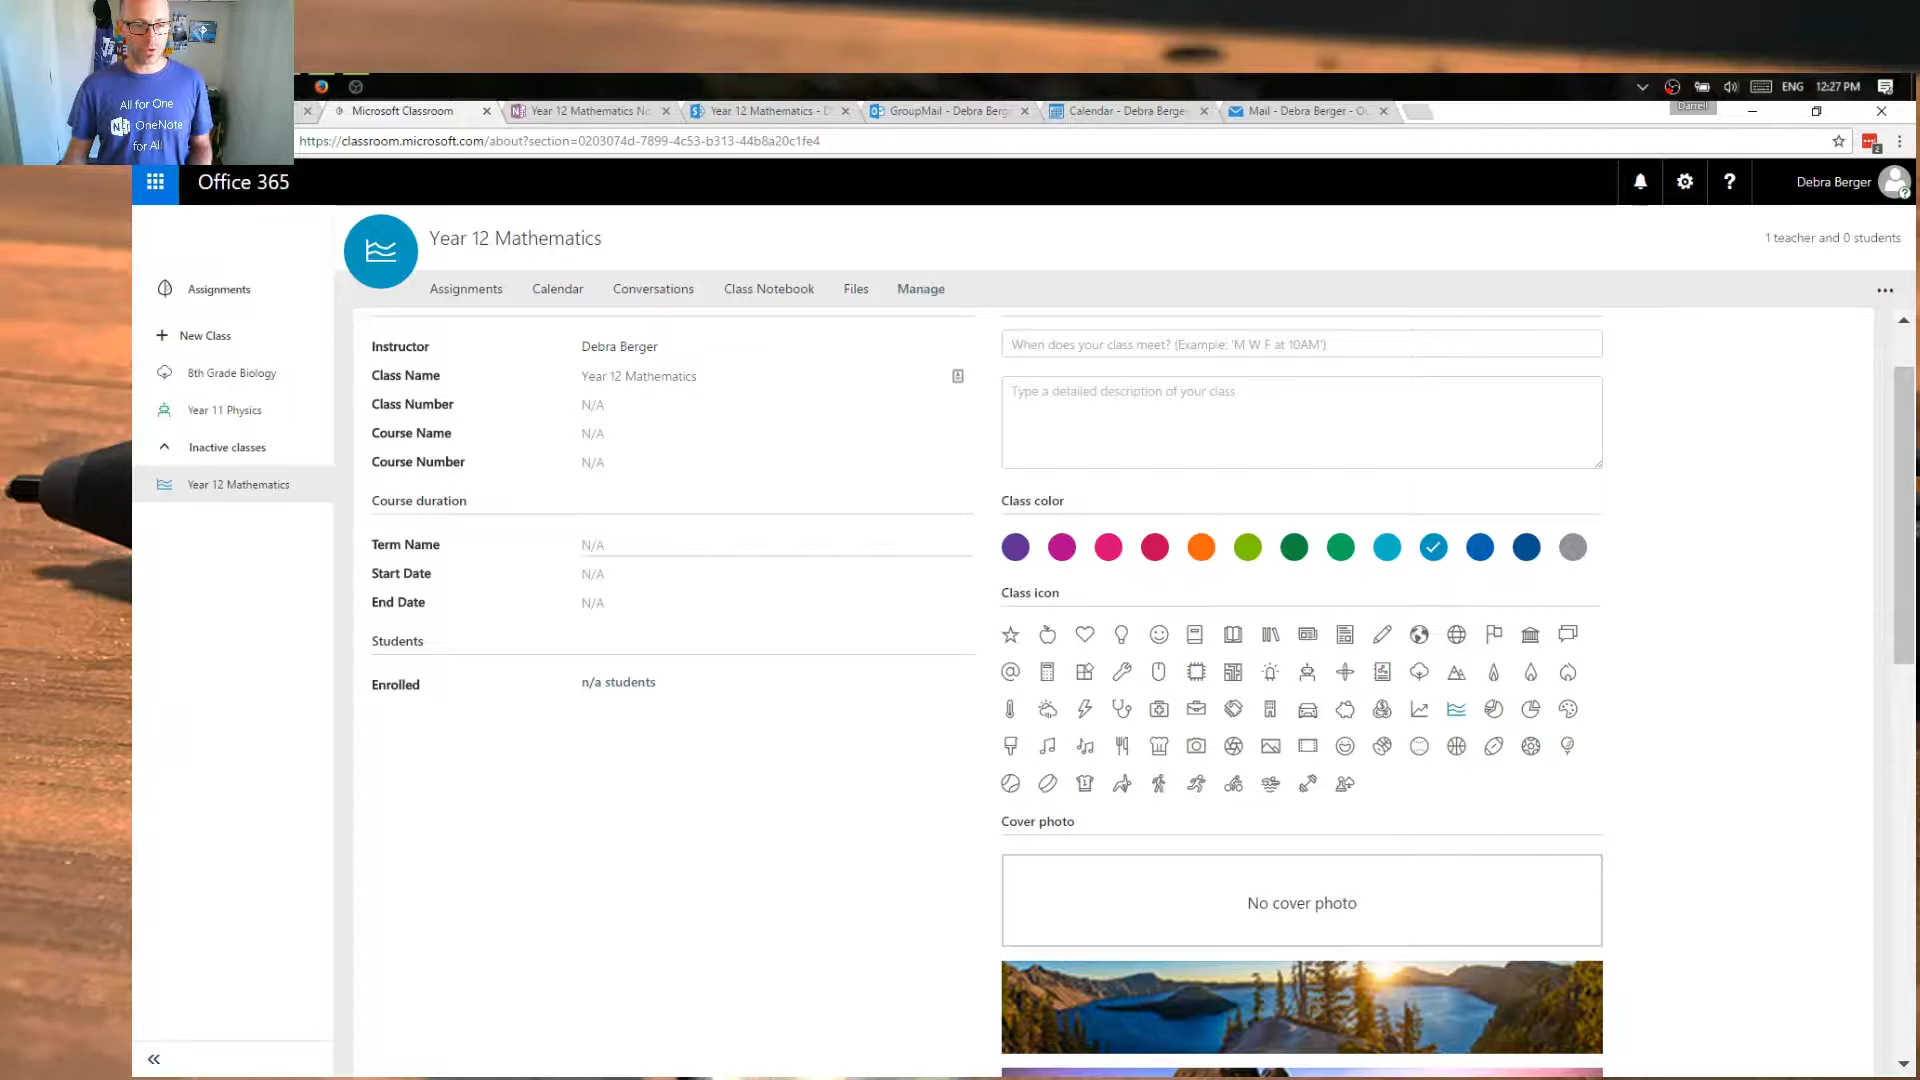 All for One
N OneNote
for All
ENG 12:27 PM
Darrell
Microsoft Classroom
Year 12 Mathematics No
Year 12 Mathematics - D
GroupMail - Debra Berg
Calendar - Debra Berge
Mail - Debra Berger - Ou
https://classroom.microsoft.com/about?section=0203074d-7899-4c53-b313-44b8a20c1fe4
2
Office 365
?
Debra Berger
Year 12 Mathematics
1 teacher and 0 students
Assignments
Calendar
Conversations
Class Notebook
Files
Manage
Assignments
New Class
8th Grade Biology
Year 11 Physics
Inactive classes
Year 12 Mathematics
Instructor
Debra Berger
Class Name
Year 12 Mathematics
Class Number
N/A
Course Name
N/A
Course Number
N/A
Course duration
Term Name
N/A
Start Date
N/A
End Date
N/A
Students
Enrolled
n/a students
When does your class meet? (Example: 'M W F at 10AM')
Type a detailed description of your class
Class color
Class icon
Cover photo
No cover photo